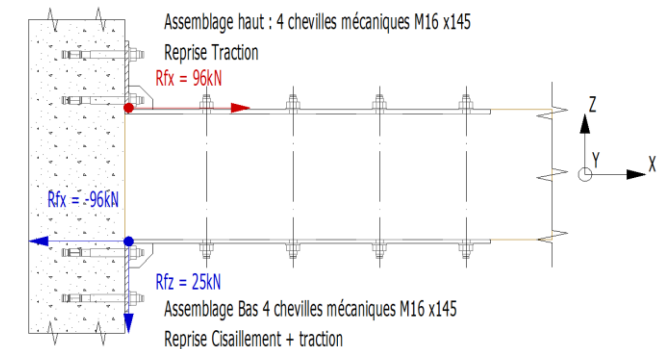 Assemblage haut : 4 chevilles mécaniques M16 x145
Reprise Traction
Rfx = 96kN
Z
Y
X
Rfx = -96kN
Rfz = 25kN
Assemblage Bas 4 chevilles mécaniques M16 x145
Reprise Cisaillement + traction